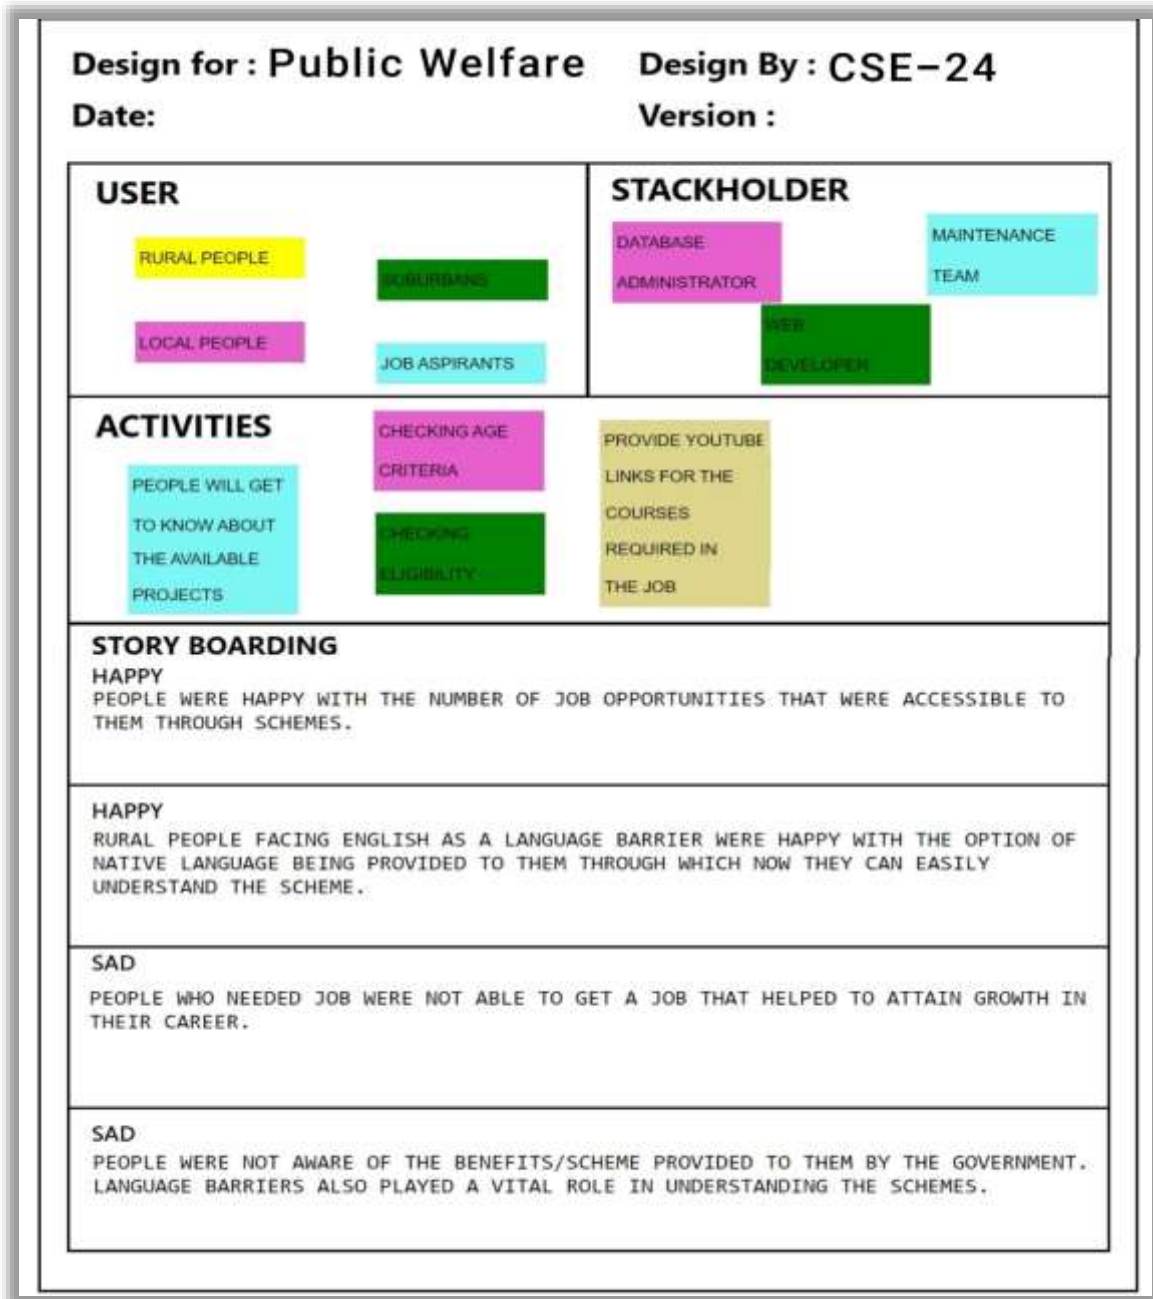 Design for : Public Welfare
Design By : CSE-24
Date:
Version :
USER
RURAL PEOPLE
SUBURBANS
LOCAL PEOPLE
JOB ASPIRANTS
STACKHOLDER
DATABASE
ADMINISTRATOR
MAINTENANCE
TEAM
WEB
DEVELOPER
ACTIVITIES
PEOPLE WILL GET
TO KNOW ABOUT
THE AVAILABLE
PROJECTS
CHECKING AGE
CRITERIA
CHECKING
ELIGIBILITY
PROVIDE YOUTUBE
LINKS FOR THE
COURSES
REQUIRED IN
THE JOB
STORY BOARDING
HAPPY
PEOPLE WERE HAPPY WITH THE NUMBER OF JOB OPPORTUNITIES THAT WERE ACCESSIBLE TO
THEM THROUGH SCHEMES.
HAPPY
RURAL PEOPLE FACING ENGLISH AS A LANGUAGE BARRIER WERE HAPPY WITH THE OPTION OF
NATIVE LANGUAGE BEING PROVIDED TO THEM THROUGH WHICH NOW THEY CAN EASILY
UNDERSTAND THE SCHEME.
SAD
PEOPLE WHO NEEDED JOB WERE NOT ABLE TO GET A JOB THAT HELPED TO ATTAIN GROWTH IN
THEIR CAREER.
SAD
PEOPLE WERE NOT AWARE OF THE BENEFITS/SCHEME PROVIDED TO THEM BY THE GOVERNMENT.
LANGUAGE BARRIERS ALSO PLAYED A VITAL ROLE IN UNDERSTANDING THE SCHEMES.